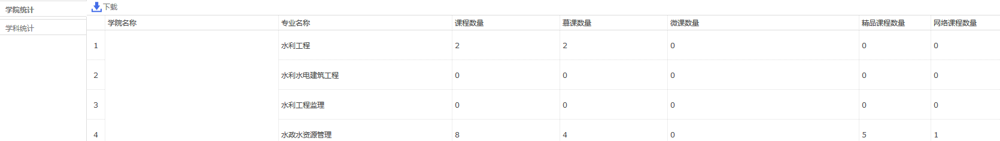 学院统计
学科统计
下载
学院名称 专业名称 课程数量 慕课数量 微课数量 精品课程数量 网络课程数量
1 水利工程 2 2 0 0 0
2 水利水电建筑工程 0 0 0 0 0
3 水利工程监理 0 0 0 0 0
4 水政水资源管理 8 4 0 5 1